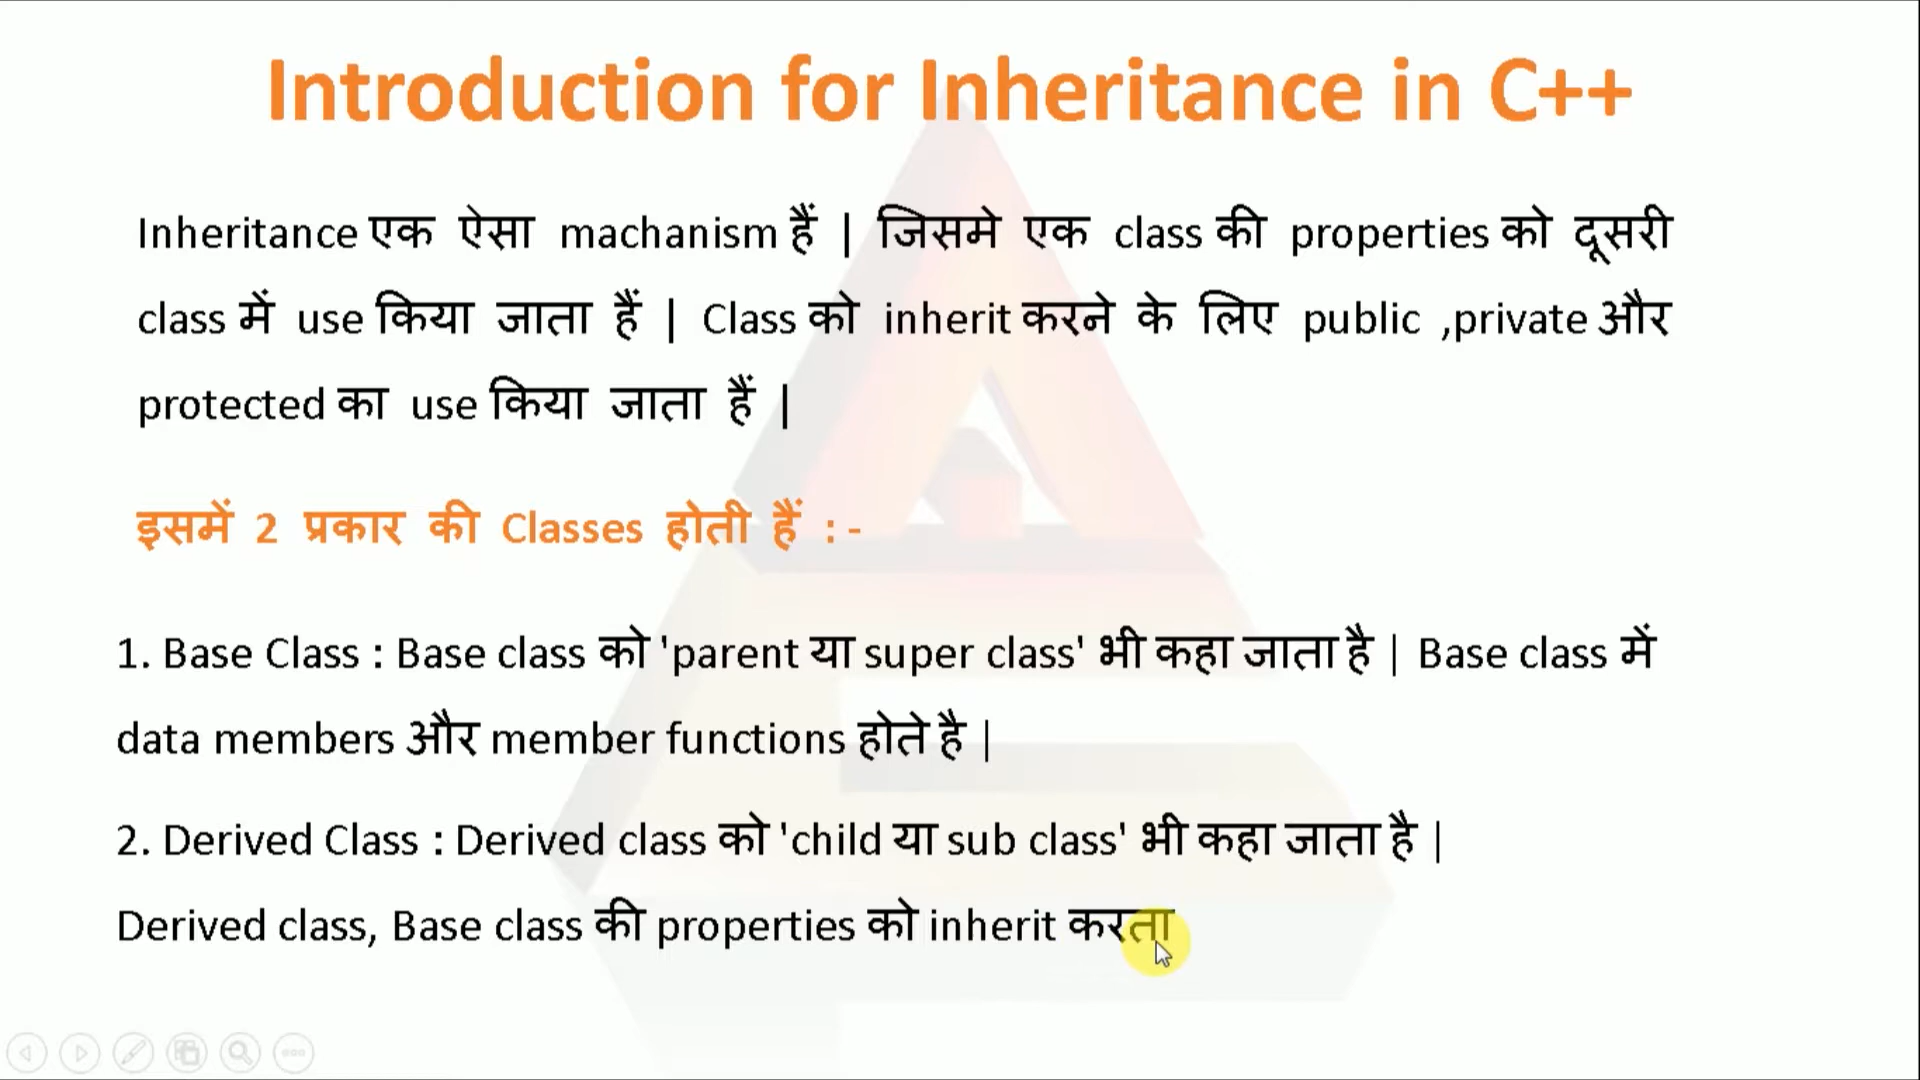 Introduction for Inheritance in C++
Inheritance एक ऐसा machanism हैं | जिसमे एक class की properties को दूसरी
class में use किया जाता हैं | Class को inherit करने के लिए public ,private और
protected का use किया जाता हैं |
इसमें 2 प्रकार की Classes होती हैं :-
1. Base Class : Base class को 'parent या super class' भी कहा जाता है | Base class में
data members और member functions होते है |
2. Derived Class : Derived class को 'child या sub class' भी कहा जाता है |
Derived class, Base class की properties को inherit करता